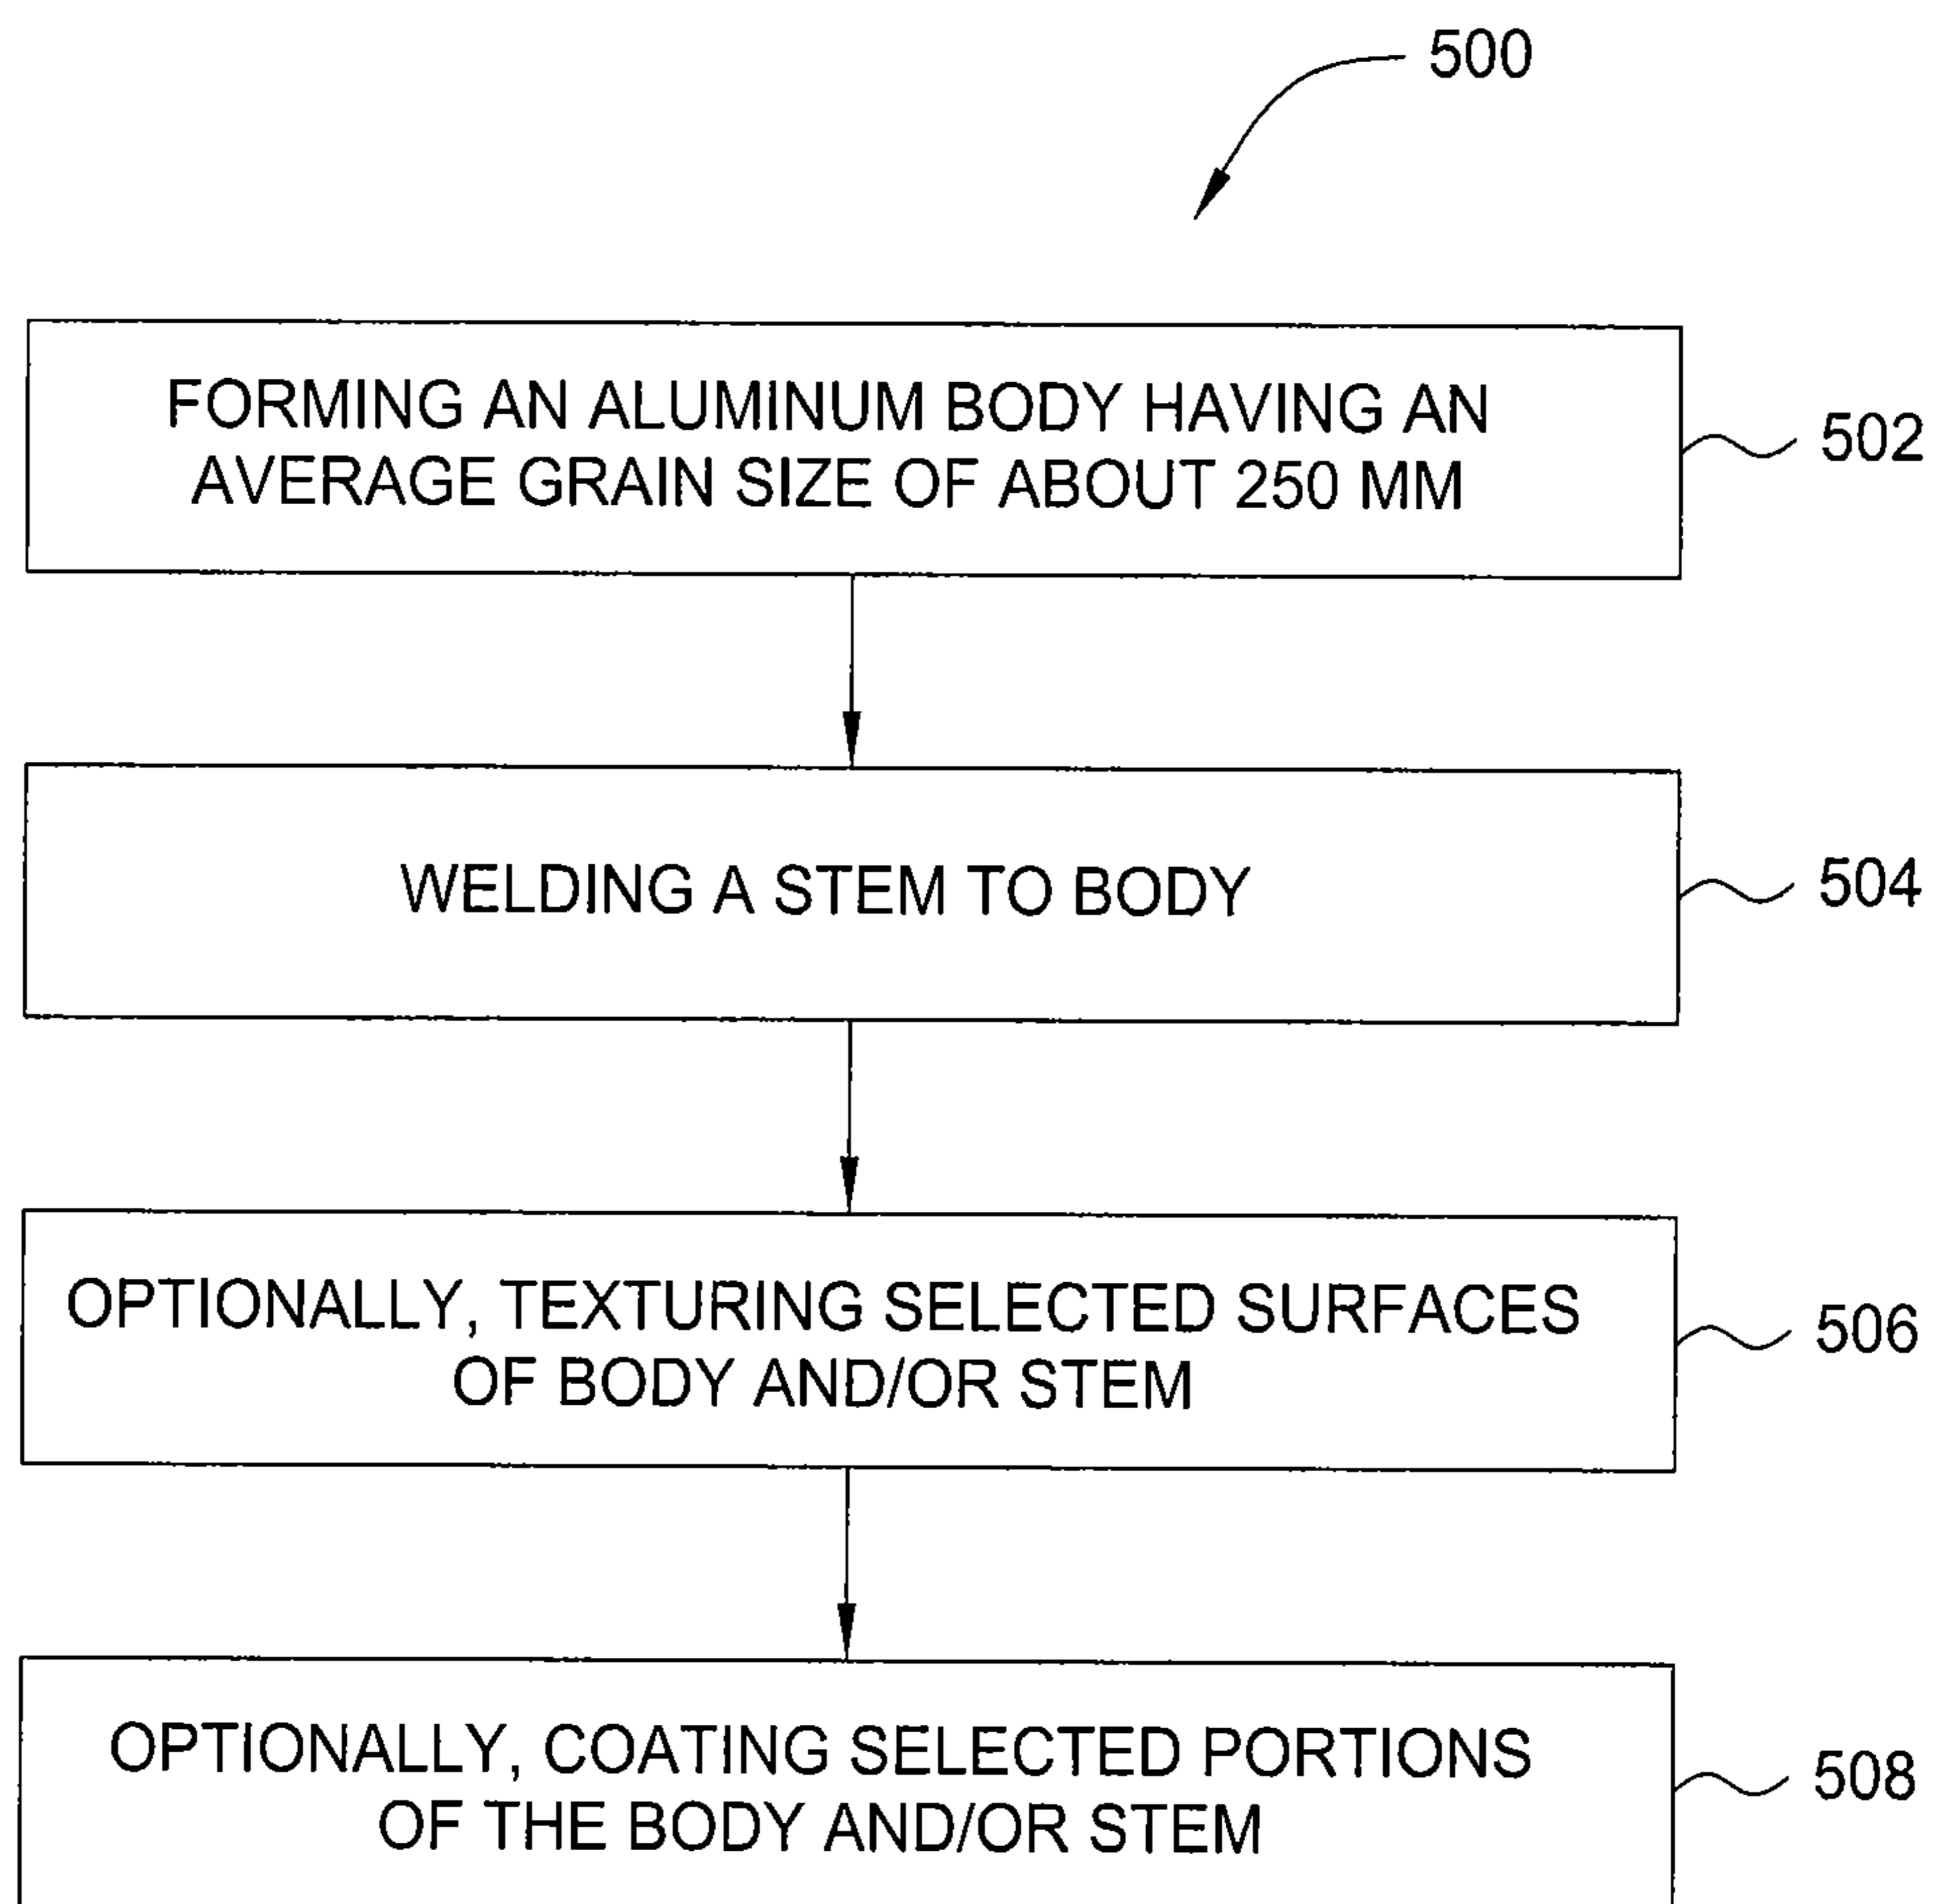 500
FORMING AN ALUMINUM BODY HAVING AN
AVERAGE GRAIN SIZE OF ABOUT 250 MM
502
WELDING A STEM TO BODY
504
OPTIONALLY, TEXTURING SELECTED SURFACES
OF BODY AND/OR STEM
506
OPTIONALLY, COATING SELECTED PORTIONS
OF THE BODY AND/OR STEM
508